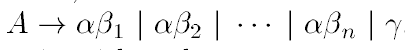 A → αβ₁ | αβ₂ | ⋯ | αβₙ | γ